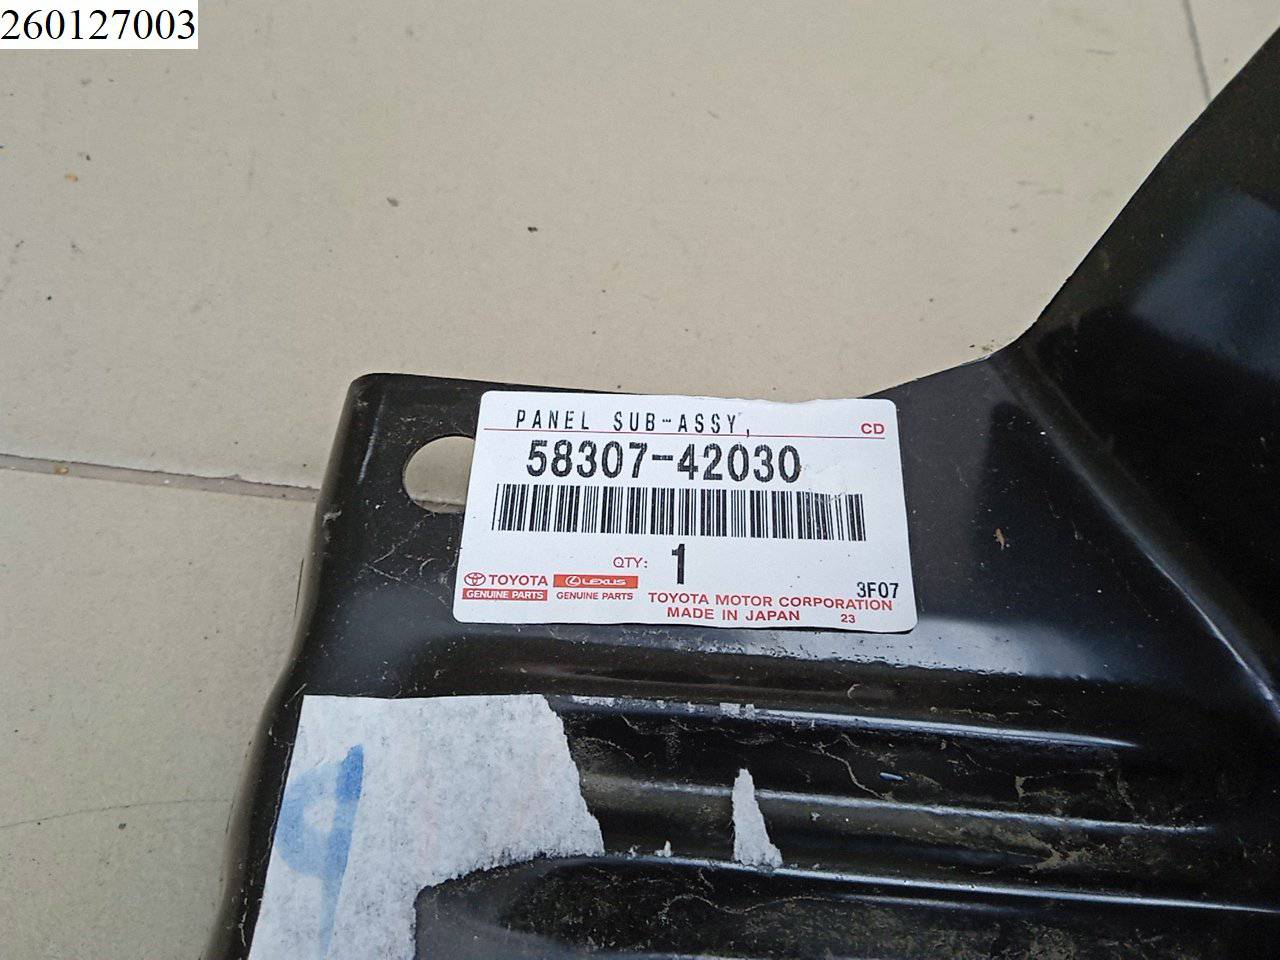 260127003
PANEL SUB-ASSY,
CD
58307-42030
QTY: 1
TOYOTA
GENUINE PARTS
LEXUS
GENUINE PARTS
3F07
TOYOTA MOTOR CORPORATION
MADE IN JAPAN 23